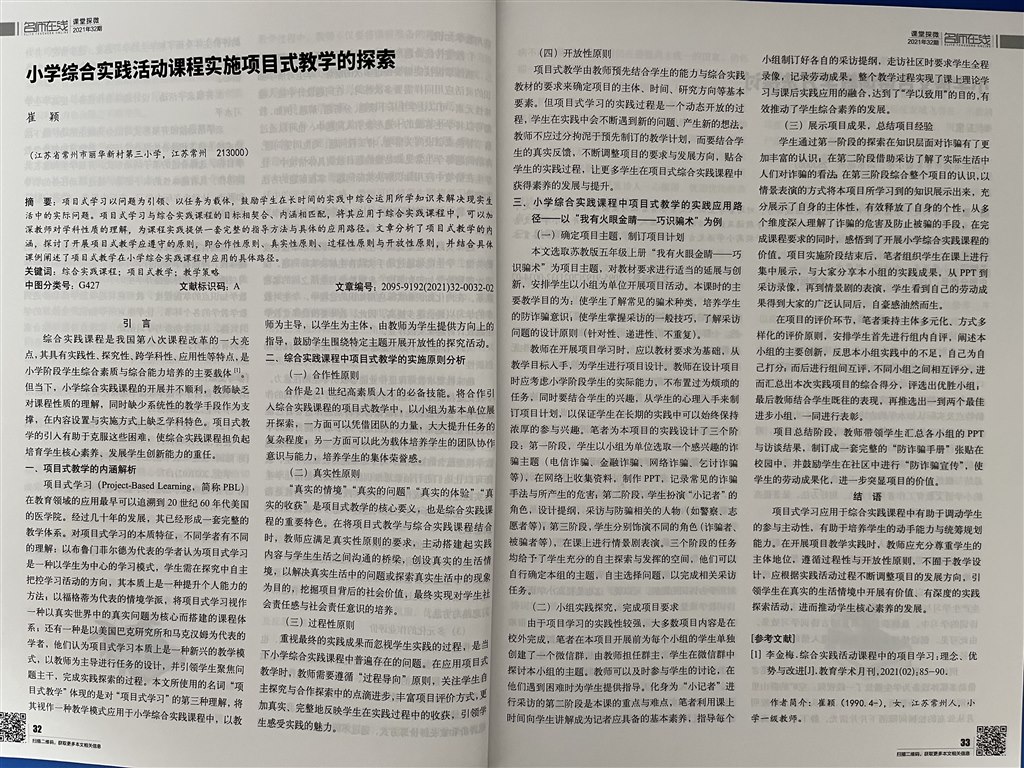 名师在线
课堂探微
2021年32期
小学综合实践活动课程实施项目式教学的探索
崔 颖
（江苏省常州市丽华新村第三小学，江苏常州 213000）
摘 要：项目式学习以问题为引领、以任务为载体，鼓励学生在长时间的实践中综合运用所学知识来解决现实生
活中的实际问题。项目式学习与综合实践课程的目标相契合、内涵相匹配，将其应用于综合实践课程中，可以加
深教师对学科性质的理解，为课程实践提供一套完整的指导方法与具体的应用路径。文章分析了项目式教学的内
涵，探讨了开展项目式教学应遵守的原则，即合作性原则、真实性原则、过程性原则与开放性原则，并结合具体
课例阐述了项目式教学在小学综合实践课程中应用的具体路径。
关键词：综合实践课程；项目式教学；教学策略
中图分类号：G427 文献标识码：A 文章编号：2095-9192(2021)32-0032-02
引 言
综合实践课程是我国第八次课程改革的一大亮
点，其具有实践性、探究性、跨学科性、应用性等特点，是
小学阶段学生综合素质与综合能力培养的主要载体[1]。
但当下，小学综合实践课程的开展并不顺利，教师缺乏
对课程性质的理解，同时缺少系统性的教学手段作为支
撑，在内容设置与实施方式上缺乏学科特色。项目式教
学的引入有助于克服这些困难，使综合实践课程担负起
培育学生核心素养、发展学生创新能力的重任。
一、项目式教学的内涵解析
项目式学习（Project-Based Learning，简称 PBL）
在教育领域的应用最早可以追溯到 20 世纪 60 年代美国
的医学院。经过几十年的发展，其已经形成一套完整的
教学体系。对项目式学习的本质特征，不同学者有不同
的理解：以布鲁门菲尔德为代表的学者认为项目式学习
是一种以学生为中心的学习模式，学生需在探究中自主
把控学习活动的方向，其本质上是一种提升个人能力的
方法；以福格蒂为代表的情境学派，将项目式学习视作
一种以真实世界中的真实问题为核心而搭建的课程体
系；还有一种是以美国巴克研究所和马克汉姆为代表的
学者，他们认为项目式学习本质上是一种新兴的教学模
式，以教师为主导进行任务的设计，并引领学生聚焦问
题主干，完成实践探索的过程。本文所使用的名词“项
目式教学”体现的是对“项目式学习”的第三种理解，将
其视作一种教学模式应用于小学综合实践课程中，以教
师为主导，以学生为主体，由教师为学生提供方向上的
指导，鼓励学生围绕特定主题开展开放性的探究活动。
二、综合实践课程中项目式教学的实施原则分析
（一）合作性原则
合作是 21 世纪高素质人才的必备技能。将合作引
入综合实践课程的项目式教学中，以小组为基本单位展
开探索，一方面可以凭借团队的力量，大大提升任务的
复杂程度；另一方面可以此为载体培养学生的团队协作
意识与能力，培养学生的集体荣誉感。
（二）真实性原则
“真实的情境”“真实的问题”“真实的体验”“真
实的收获”是项目式教学的核心要义，也是综合实践课
程的重要特色。在将项目式教学与综合实践课程结合
时，教师应满足真实性原则的要求，主动搭建起实践
内容与学生生活之间沟通的桥梁，创设真实的生活情
境，以解决真实生活中的问题或探索真实生活中的现象
为目的，挖掘项目背后的社会价值，最终实现对学生社
会责任感与社会责任意识的培养。
（三）过程性原则
重视最终的实践成果而忽视学生实践的过程，是当
下小学综合实践课程中普遍存在的问题。在应用项目式
教学时，教师需要遵循“过程导向”原则，关注学生自
主探究与合作探索中的点滴进步，丰富项目评价方式，更
加真实、完整地反映学生在实践过程中的收获，引领学
生感受实践的魅力。
32
扫描二维码，获取更多本文相关信息
课堂探微
2021年32期
名师在线
（四）开放性原则
项目式教学由教师预先结合学生的能力与综合实践
教材的要求来确定项目的主体、时间、研究方向等基本
要素。但项目式学习的实践过程是一个动态开放的过
程，学生在实践中会不断遇到新的问题、产生新的想法。
教师不应过分拘泥于预先制订的教学计划，而要结合学
生的真实反馈，不断调整项目的要求与发展方向，贴合
学生的实践过程，让更多学生在项目式综合实践课程中
获得素养的发展与提升。
三、小学综合实践课程中项目式教学的实践应用路
径——以“我有火眼金睛——巧识骗术”为例
（一）确定项目主题，制订项目计划
本文选取苏教版五年级上册“我有火眼金睛——巧
识骗术”为项目主题，对教材要求进行适当的延展与创
新，安排学生以小组为单位开展项目活动。本课时的主
要教学目的为：使学生了解常见的骗术种类，培养学生
的防诈骗意识，使学生掌握采访的一般技巧，了解采访
问题的设计原则（针对性、递进性、不重复）。
教师在开展项目学习时，应以教材要求为基础，从
教学目标入手，为学生进行项目设计。教师在设计项目
时应考虑小学阶段学生的实际能力，不布置过为烦琐的
任务，同时要结合学生的兴趣，从学生的心理入手来制
订项目计划，以保证学生在长期的实践中可以始终保持
浓厚的参与兴趣。笔者为本项目的实践设计了三个阶
段：第一阶段，学生以小组为单位选取一个感兴趣的诈
骗主题（电信诈骗、金融诈骗、网络诈骗、乞讨诈骗
等），在网络上收集资料，制作 PPT，记录常见的诈骗
手法与所产生的危害；第二阶段，学生扮演“小记者”的
角色，设计提纲，采访与防骗相关的人物（如警察、志
愿者等）；第三阶段，学生分别饰演不同的角色（诈骗者、
被骗者等），在课上进行情景剧表演。三个阶段的任务
均给予了学生充分的自主探索与发挥的空间，他们可以
自行确定本组的主题，自主选择问题，以完成相关采访
任务。
（二）小组实践探究，完成项目要求
由于项目学习的实践性较强，大多数项目内容是在
校外完成，笔者在本项目开展前为每个小组的学生单独
创建了一个微信群，由教师担任群主，学生在微信群中
探讨本小组的主题。教师可以及时参与学生的讨论，在
他们遇到困难时为学生提供指导。化身为“小记者”进
行采访的第二阶段是本课的重点与难点，笔者利用课上
时间向学生讲解成为记者应具备的基本素养，指导每个
小组制订好各自的采访提纲，走访社区时要求学生全程
录像，记录劳动成果。整个教学过程实现了课上理论学
习与课后实践应用的融合，达到了“学以致用”的目的，有
效推动了学生综合素养的发展。
（三）展示项目成果，总结项目经验
学生通过第一阶段的探索在知识层面对诈骗有了更
加丰富的认识；在第二阶段借助采访了解了实际生活中
人们对诈骗的看法；在第三阶段综合整个项目的认识，以
情景表演的方式将本项目所学习到的知识展示出来，充
分展示了自身的主体性，有效释放了自身的个性，从多
个维度深入理解了诈骗的危害及防止被骗的手段，在完
成课程要求的同时，感悟到了开展小学综合实践课程的
价值。项目实施阶段结束后，笔者组织学生在课上进行
集中展示，与大家分享本小组的实践成果，从 PPT 到
采访录像，再到情景剧的表演，学生看到自己的劳动成
果得到大家的广泛认同后，自豪感油然而生。
在项目的评价环节，笔者秉持主体多元化、方式多
样化的评价原则，安排学生首先进行组内自评，阐述本
小组的主要创新，反思本小组实践中的不足，自己为自
己打分；而后进行组间互评，不同小组之间相互评分，进
而汇总出本次实践项目的综合得分，评选出优胜小组；
最后教师结合学生既往的表现，再推选出一到两个最佳
进步小组，一同进行表彰。
项目总结阶段，教师带领学生汇总各小组的 PPT
与访谈结果，制订成一套完整的“防诈骗手册”张贴在
校园中，并鼓励学生在社区中进行“防诈骗宣传”，使
学生的劳动成果化，进一步突显项目的价值。
结 语
项目式学习应用于综合实践课程中有助于调动学生
的参与主动性，有助于培养学生的动手能力与统筹规划
能力。在开展项目教学实践时，教师应充分尊重学生的
主体地位，遵循过程性与开放性原则，不囿于教学设
计，应根据实践活动过程不断调整项目的发展方向，引
领学生在真实的生活情境中开展有价值、有深度的实践
探索活动，进而推动学生核心素养的发展。
[参考文献]
[1] 李金梅.综合实践活动课程中的项目学习：理念、优
势与改进[J].教育学术月刊，2021(02)：85-90.
作者简介：崔颖（1990.4-），女，江苏常州人，小
学一级教师。
33
扫描二维码，获取更多本文相关信息